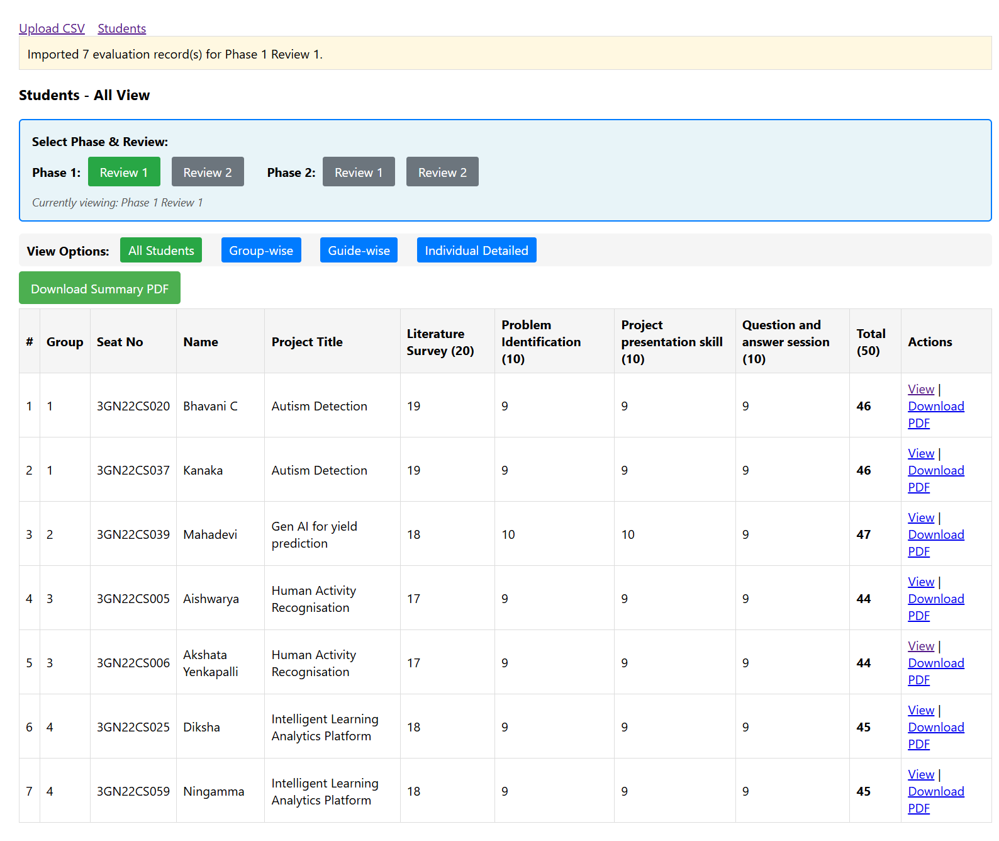 Upload CSV Students
Imported 7 evaluation record(s) for Phase 1 Review 1.
Students - All View
Select Phase & Review:
Phase 1: Review 1 Review 2 Phase 2: Review 1 Review 2
Currently viewing: Phase 1 Review 1
View Options: All Students Group-wise Guide-wise Individual Detailed
Download Summary PDF
# Group Seat No Name Project Title Literature Survey (20) Problem Identification (10) Project presentation skill (10) Question and answer session (10) Total (50) Actions
1 1 3GN22CS020 Bhavani C Autism Detection 19 9 9 9 46 View | Download PDF
2 1 3GN22CS037 Kanaka Autism Detection 19 9 9 9 46 View | Download PDF
3 2 3GN22CS039 Mahadevi Gen AI for yield prediction 18 10 10 9 47 View | Download PDF
4 3 3GN22CS005 Aishwarya Human Activity Recognisation 17 9 9 9 44 View | Download PDF
5 3 3GN22CS006 Akshata Yenkapalli Human Activity Recognisation 17 9 9 9 44 View | Download PDF
6 4 3GN22CS025 Diksha Intelligent Learning Analytics Platform 18 9 9 9 45 View | Download PDF
7 4 3GN22CS059 Ningamma Intelligent Learning Analytics Platform 18 9 9 9 45 View | Download PDF